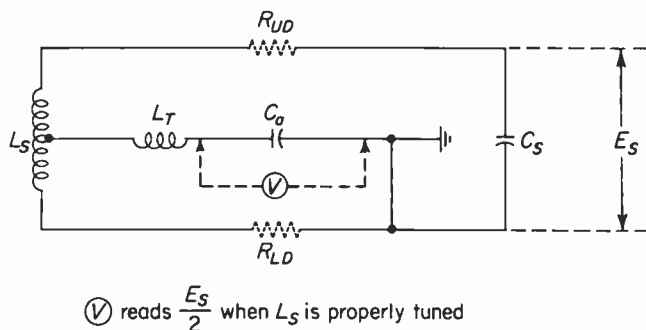 R_UD
L_T
C_a
L_S
C_S
E_S
V
R_LD
V reads E_S/2 when L_S is properly tuned